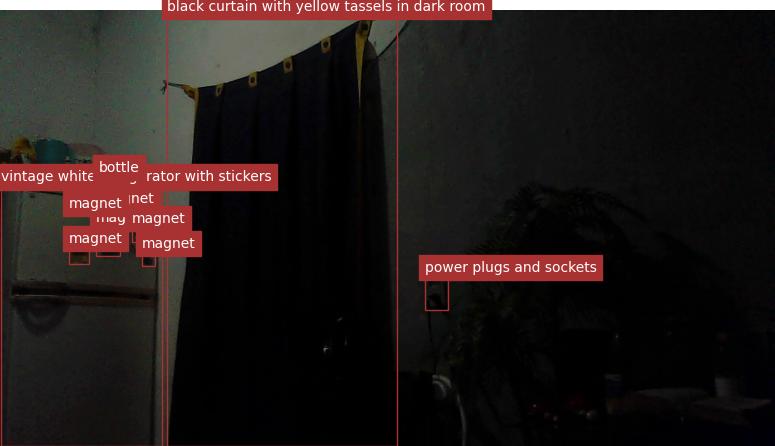 black curtain with yellow tassels in dark room
bottle
vintage white
rator with stickers
magnet
net
mag
magnet
magnet
magnet
power plugs and sockets